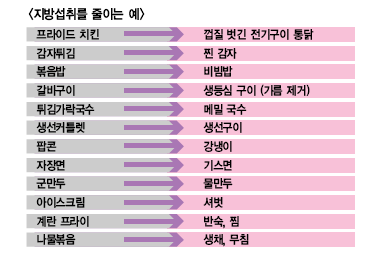 <지방섭취를 줄이는 예>
프라이드 치킨 껍질 벗긴 전기구이 통닭
감자튀김 찐 감자
볶음밥 비빔밥
갈바구이 생등심 구이 (기름 제거)
튀김가락국수 메밀 국수
생선커틀렛 생선구이
팝콘 강냉이
자장면 기스면
군만두 물만두
아이스크림 셔벗
계란 프라이 반숙, 찜
나물볶음 생채, 무침